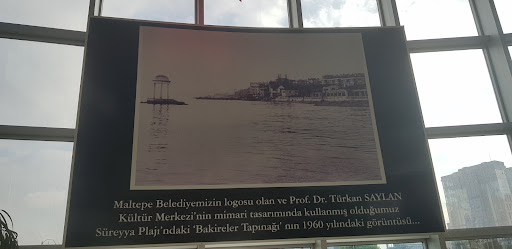 Maltepe Belediyemizin logosu olan ve Prof. Dr. Türkan SAYLAN
Kültür Merkezi'nin mimari tasarımında kullanmış olduğumuz
Süreyya Plajı'ndaki 'Bakireler Tapınağı' nın 1960 yılındaki görüntüsü...